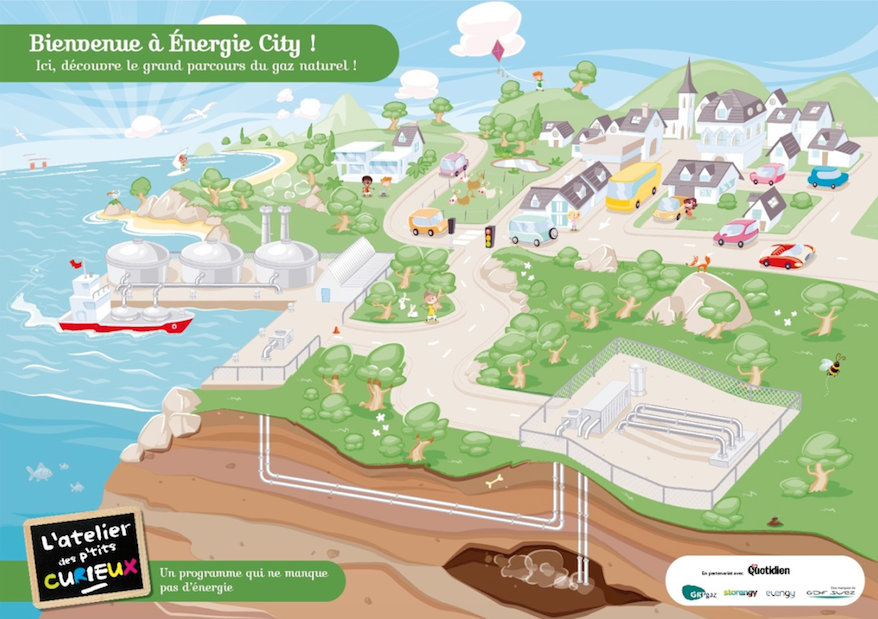 Bienvenue à Énergie City !
Ici, découvre le grand parcours du gaz naturel !
L'atelier
des p'tits
CURIEUX
Un programme qui ne manque
pas d'énergie
En partenariat avec
Quotidien
GRTgaz
storengy
elengy
GDF SUEZ